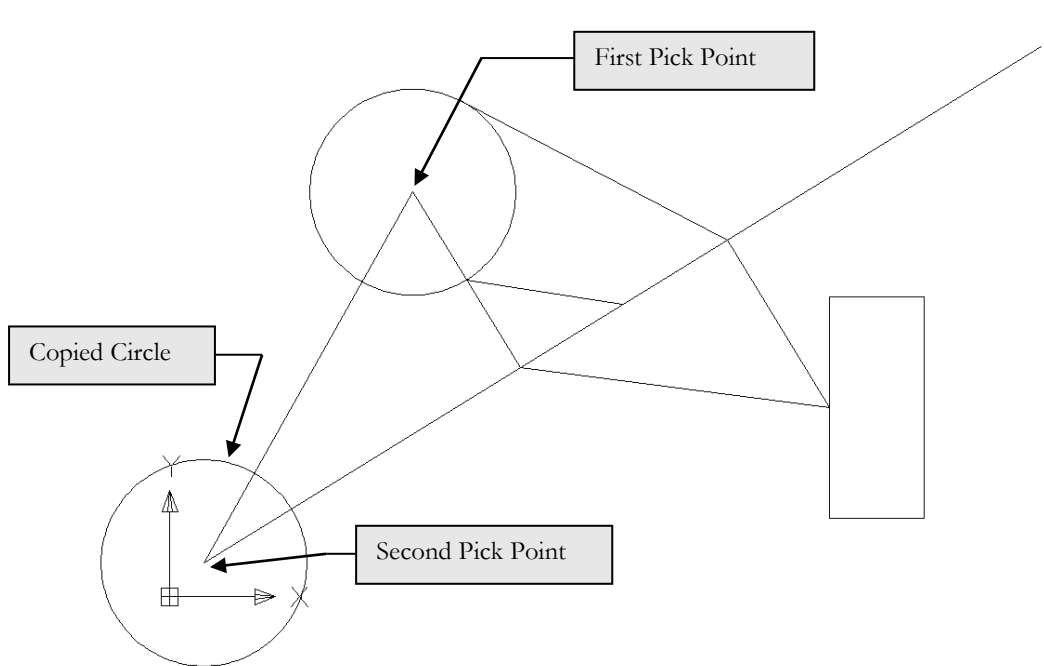 First Pick Point
Copied Circle
Y
Second Pick Point
X